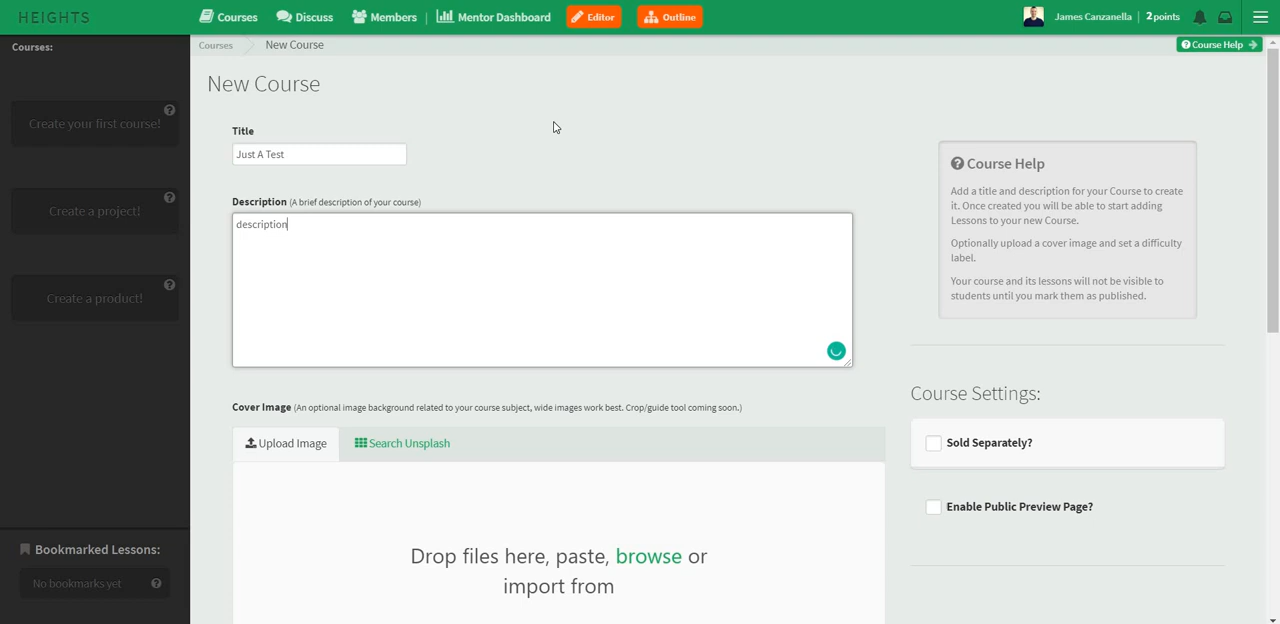 HEIGHTS
Courses
Discuss
Members
Mentor Dashboard
Editor
Outline
James Canzanella
2 points
Courses:
Create your first course!
Create a project!
Create a product!
Bookmarked Lessons:
No bookmarks yet
Courses
New Course
Course Help
New Course
Title
Just A Test
Description (A brief description of your course)
description
Cover Image (An optional image background related to your course subject, wide images work best. Crop/guide tool coming soon.)
Upload Image
Search Unsplash
Drop files here, paste, browse or
import from
Course Help
Add a title and description for your Course to create
it. Once created you will be able to start adding
Lessons to your new Course.
Optionally upload a cover image and set a difficulty
label.
Your course and its lessons will not be visible to
students until you mark them as published.
Course Settings:
Sold Separately?
Enable Public Preview Page?